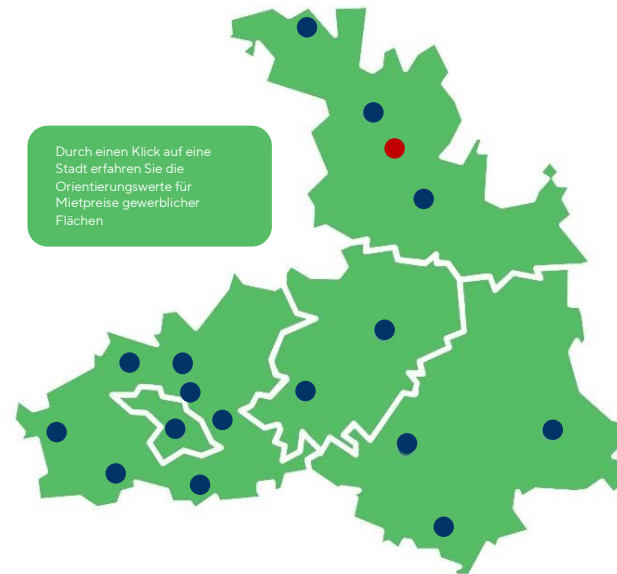 Durch einen Klick auf eine
Stadt erfahren Sie die
Orientierungswerte für
Mietpreise gewerblicher
Flächen